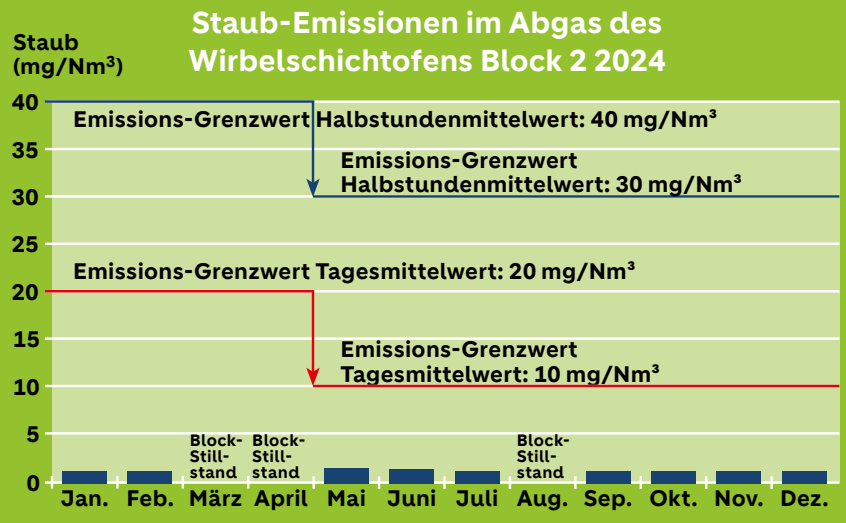 Staub-Emissionen im Abgas des
Wirbelschichtofens Block 2 2024
Staub
(mg/Nm³)
40
Emissions-Grenzwert Halbstundenmittelwert: 40 mg/Nm³
35
Emissions-Grenzwert
Halbstundenmittelwert: 30 mg/Nm³
30
25
Emissions-Grenzwert Tagesmittelwert: 20 mg/Nm³
20
15
Emissions-Grenzwert
Tagesmittelwert: 10 mg/Nm³
10
5
Block-
Still-
stand
Block-
Still-
stand
Block-
Still-
stand
0
Jan. Feb. März April Mai Juni Juli Aug. Sep. Okt. Nov. Dez.